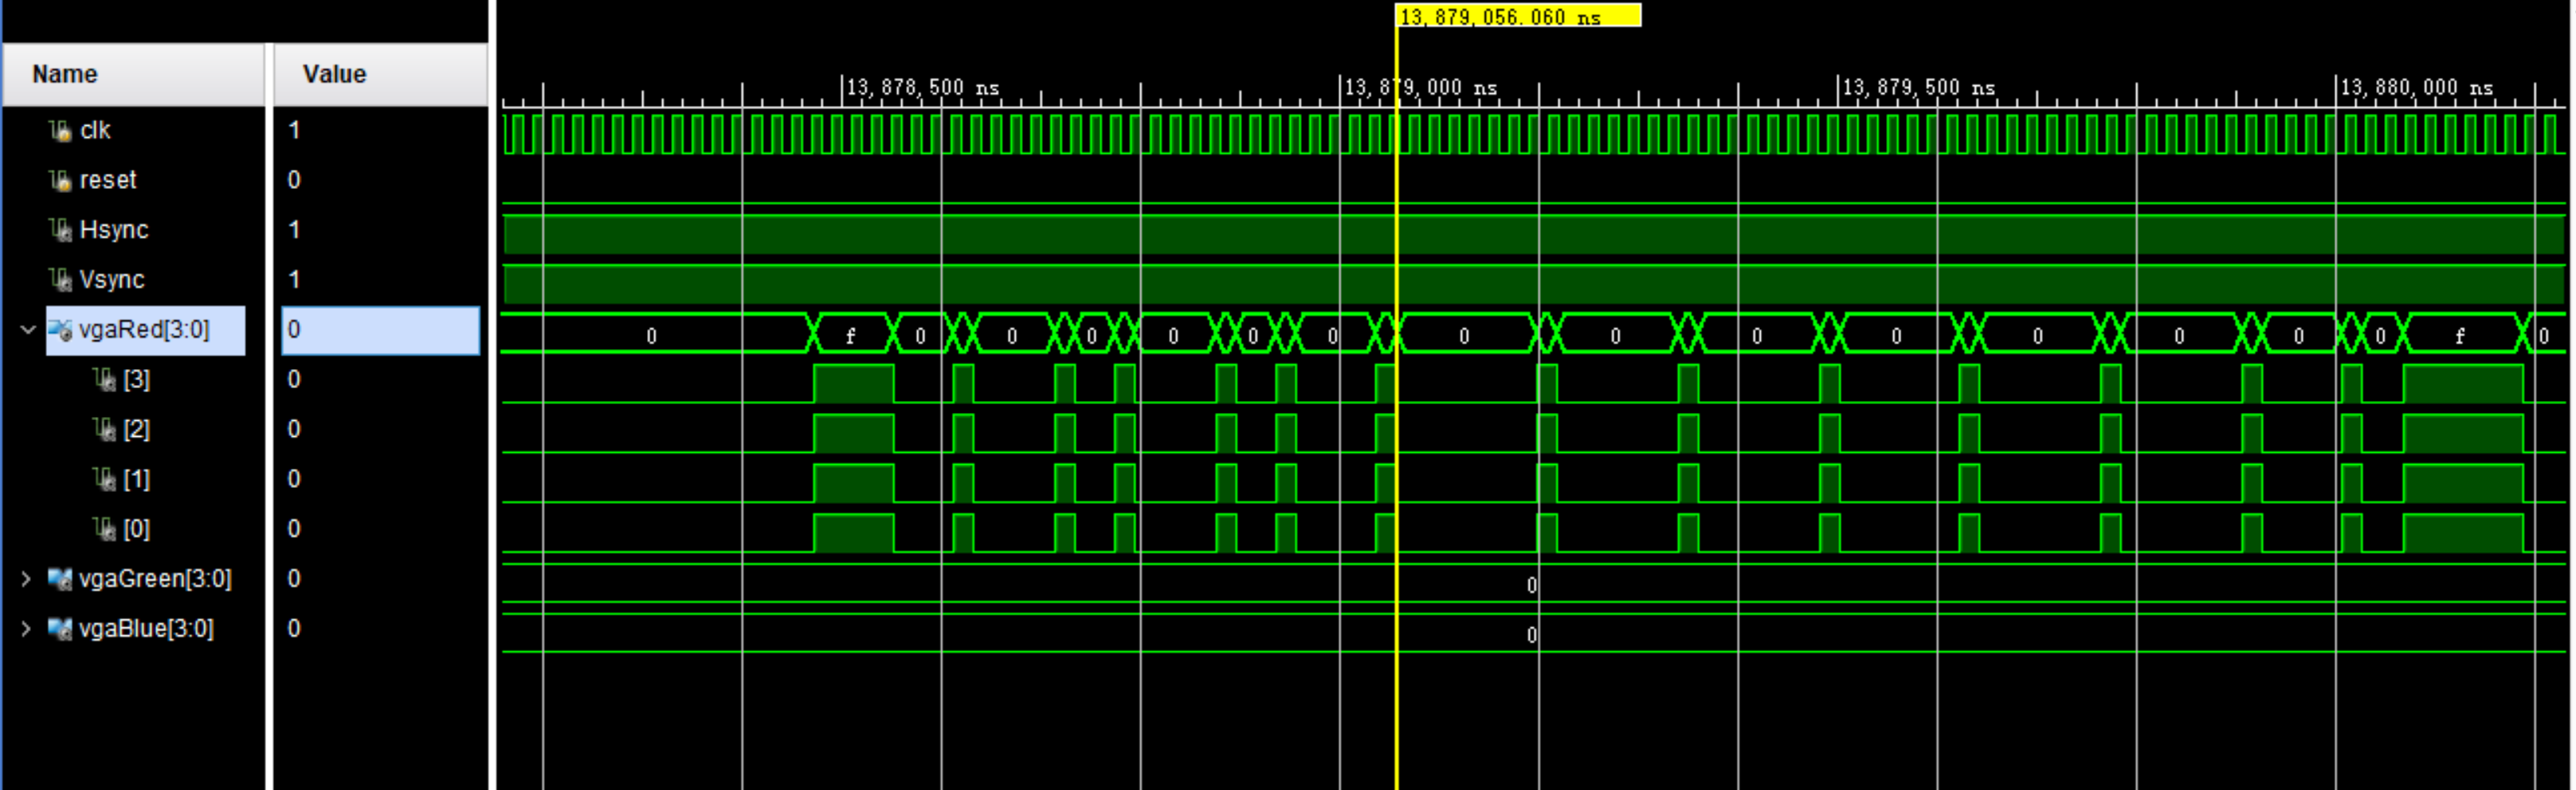 13,879,056.060 ns
Name Value
13,878,500 ns 13,879,000 ns 13,879,500 ns 13,880,000 ns
clk 1
reset 0
Hsync 1
Vsync 1
vgaRed[3:0] 0 0 f 0 0 0 0 0 0 0 0 0 0 0 0 0 0 f 0
[3] 0
[2] 0
[1] 0
[0] 0
vgaGreen[3:0] 0 0
vgaBlue[3:0] 0 0